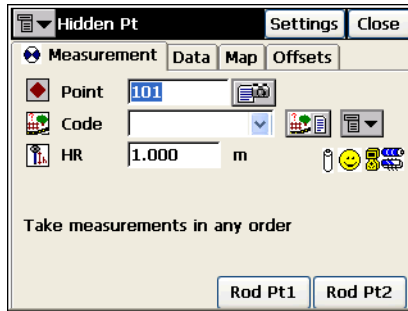 Hidden Pt Settings Close
Measurement Data Map Offsets
Point 101
Code
HR 1.000 m
Take measurements in any order
Rod Pt1 Rod Pt2